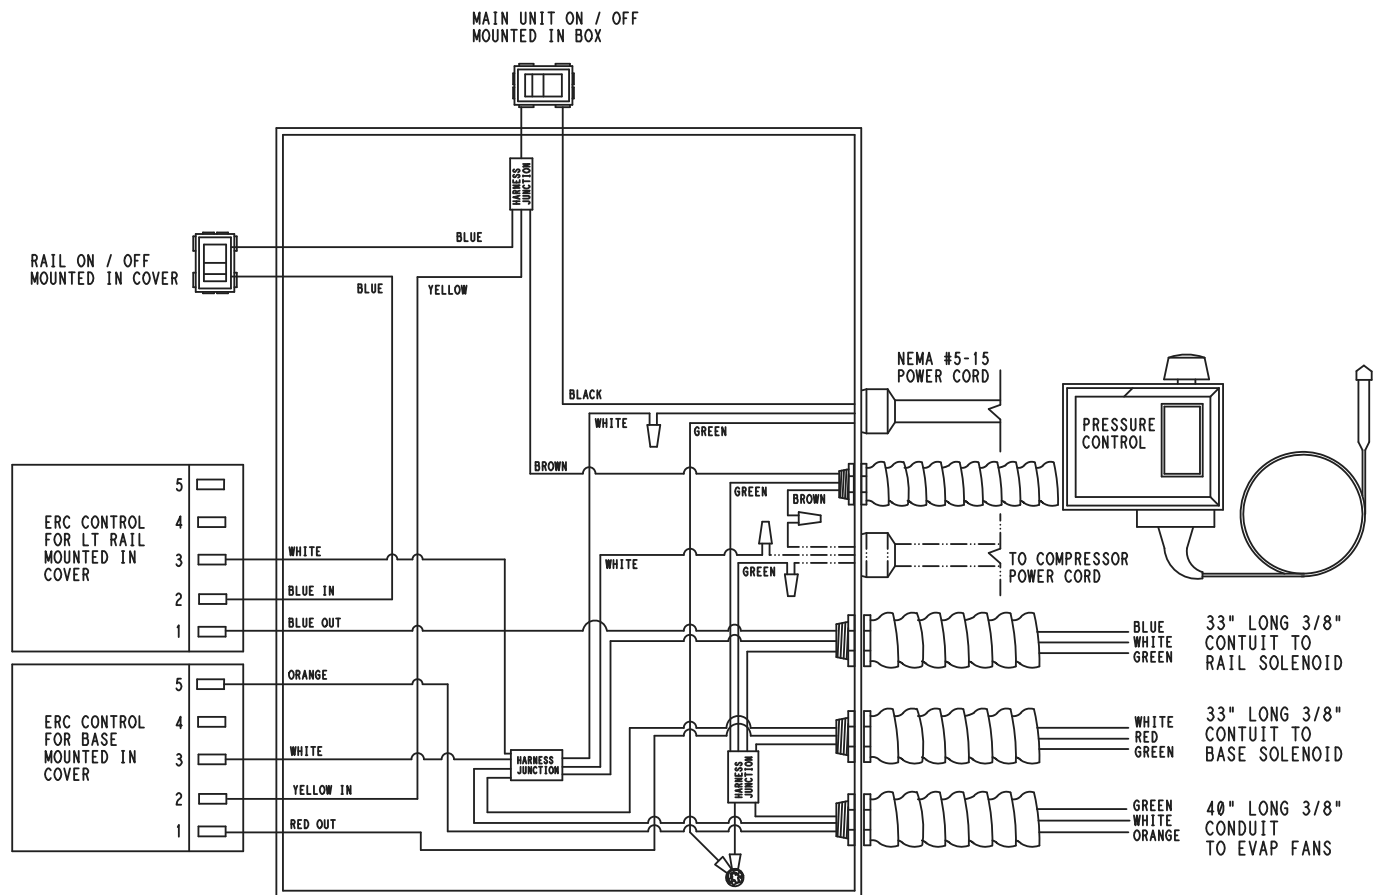 MAIN UNIT ON / OFF
MOUNTED IN BOX
HARNESS
JUNCTION
BLUE
RAIL ON / OFF
MOUNTED IN COVER
BLUE
YELLOW
NEMA #5-15
POWER CORD
BLACK
WHITE
GREEN
PRESSURE
CONTROL
BROWN
GREEN
BROWN
5
4
3
2
1
ERC CONTROL
FOR LT RAIL
MOUNTED IN
COVER
WHITE
WHITE
GREEN
TO COMPRESSOR
POWER CORD
BLUE IN
BLUE OUT
BLUE
WHITE
GREEN
33" LONG 3/8"
CONTUIT TO
RAIL SOLENOID
5
4
3
2
1
ERC CONTROL
FOR BASE
MOUNTED IN
COVER
ORANGE
WHITE
YELLOW IN
RED OUT
HARNESS
JUNCTION
HARNESS
JUNCTION
WHITE
RED
GREEN
33" LONG 3/8"
CONTUIT TO
BASE SOLENOID
GREEN
WHITE
ORANGE
40" LONG 3/8"
CONDUIT
TO EVAP FANS